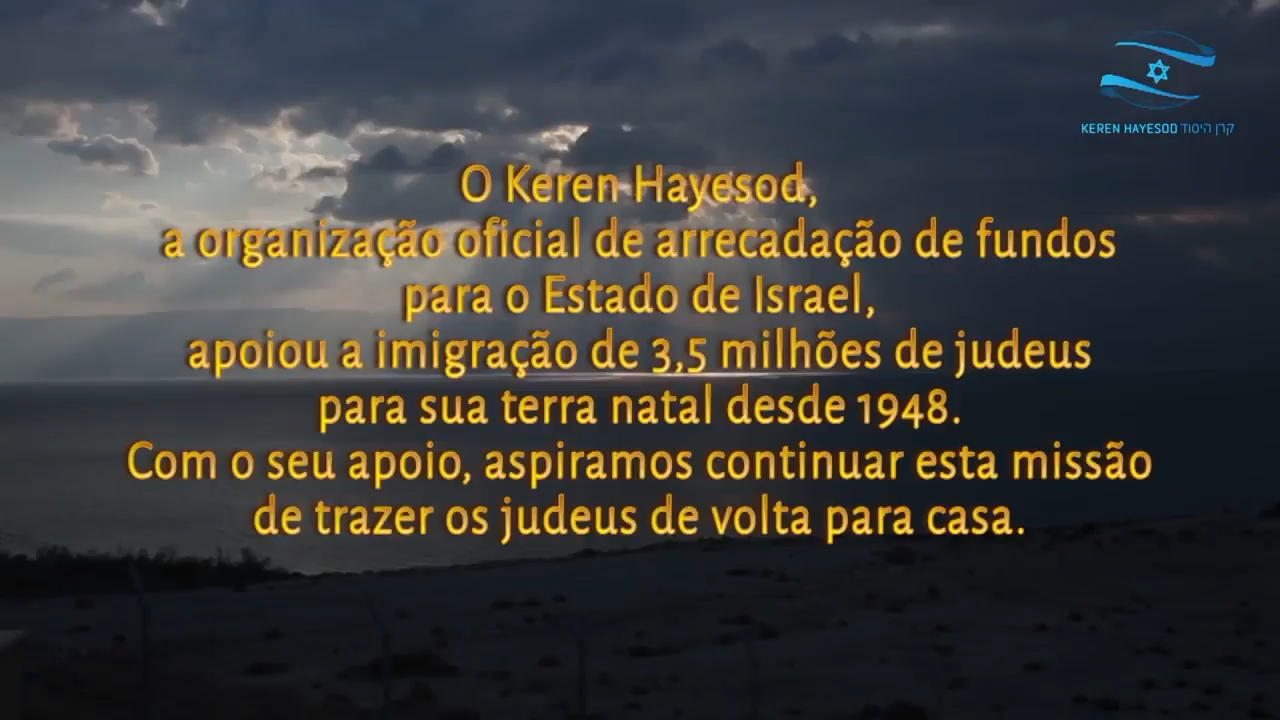 KEREN HAYESOD קרן היסוד
O Keren Hayesod,
a organização oficial de arrecadação de fundos
para o Estado de Israel,
apoiou a imigração de 3,5 milhões de judeus
para sua terra natal desde 1948.
Com o seu apoio, aspiramos continuar esta missão
de trazer os judeus de volta para casa.